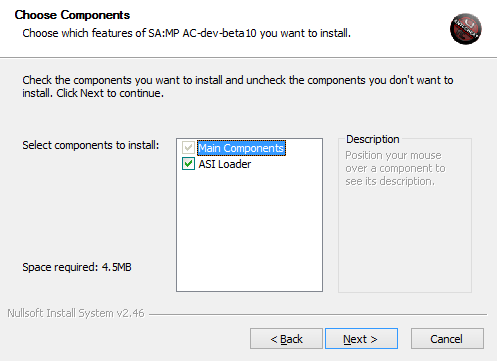 Choose Components
Choose which features of SA:MP AC-dev-beta10 you want to install.
Check the components you want to install and uncheck the components you don't want to
install. Click Next to continue.
Select components to install:
Main Components
ASI Loader
Description
Position your mouse
over a component to
see its description.
Space required: 4.5MB
Nullsoft Install System v2.46
< Back
Next >
Cancel